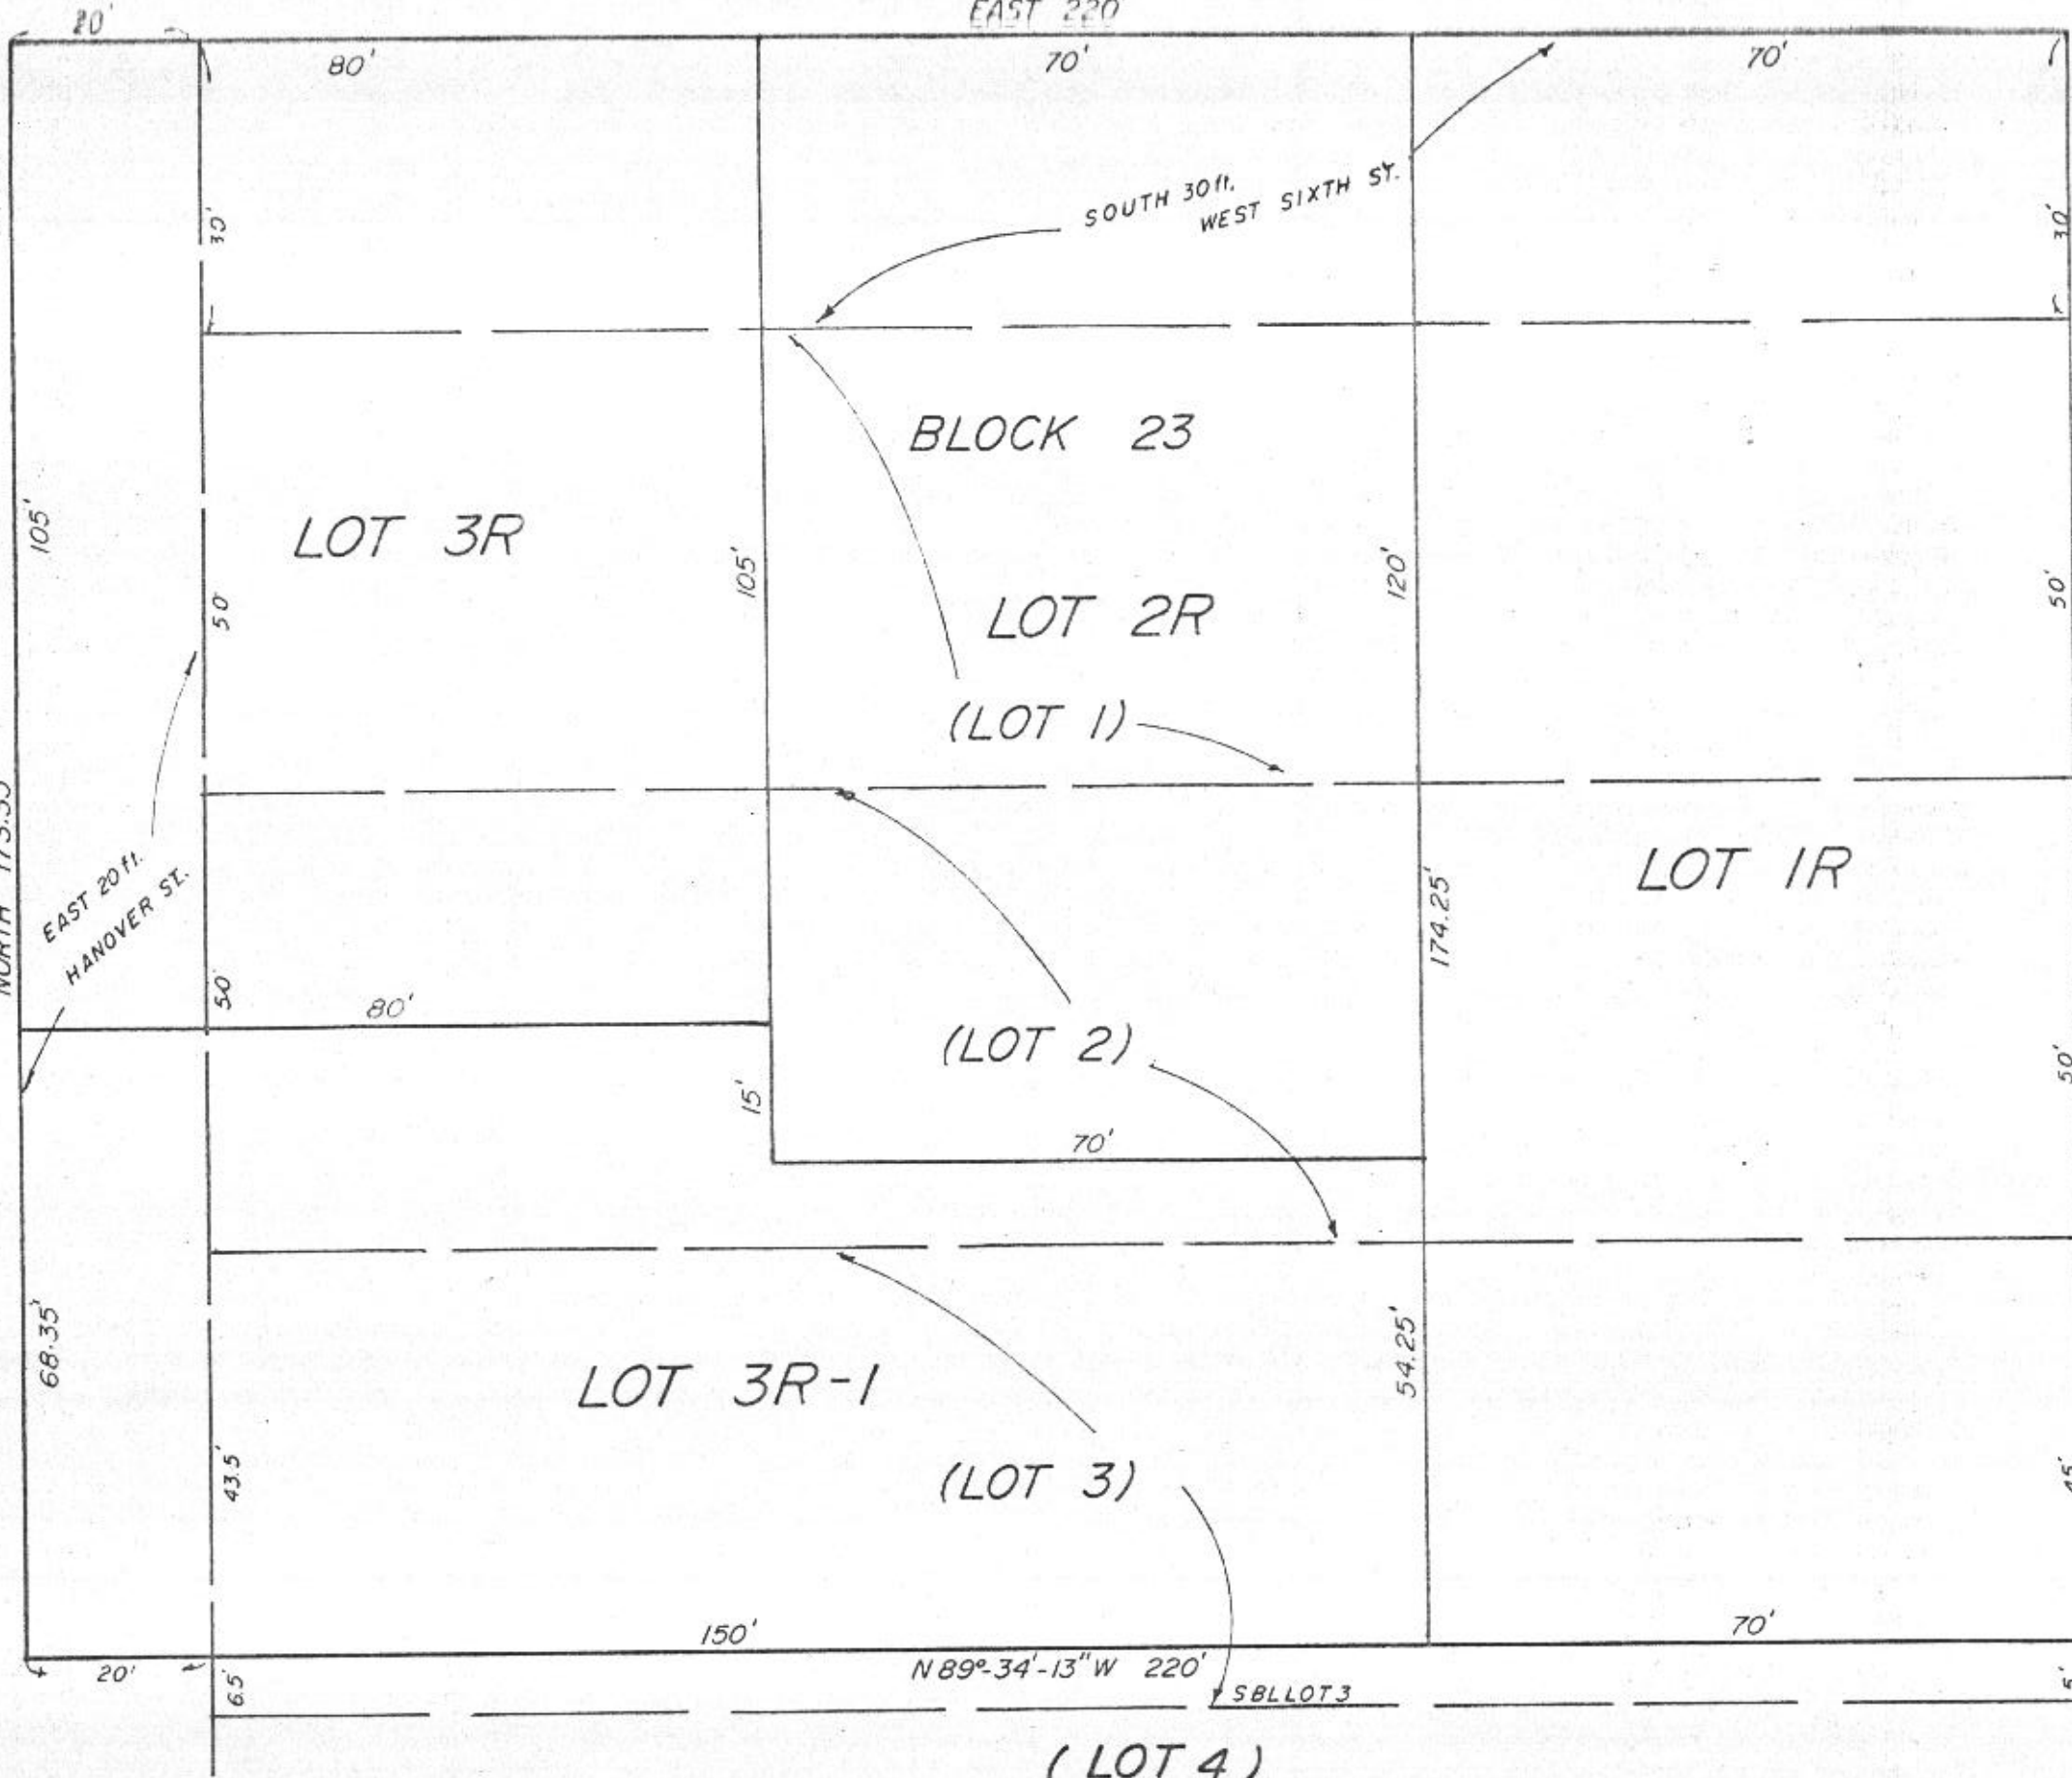 EAST 220
20'
80'
70'
70'
30'
SOUTH 30 ft.
WEST SIXTH ST.
30'
BLOCK 23
105'
LOT 3R
105'
120'
50'
50'
LOT 2R
(LOT 1)
LOT 1R
174.25'
EAST 20 ft.
HANOVER ST.
50'
80'
(LOT 2)
50'
15'
70'
68.35'
54.25'
LOT 3R-1
43.5'
(LOT 3)
45'
150'
70'
20'
N 89°-34'-13" W 220'
6.5'
SBLLOT3
5'
(LOT 4)